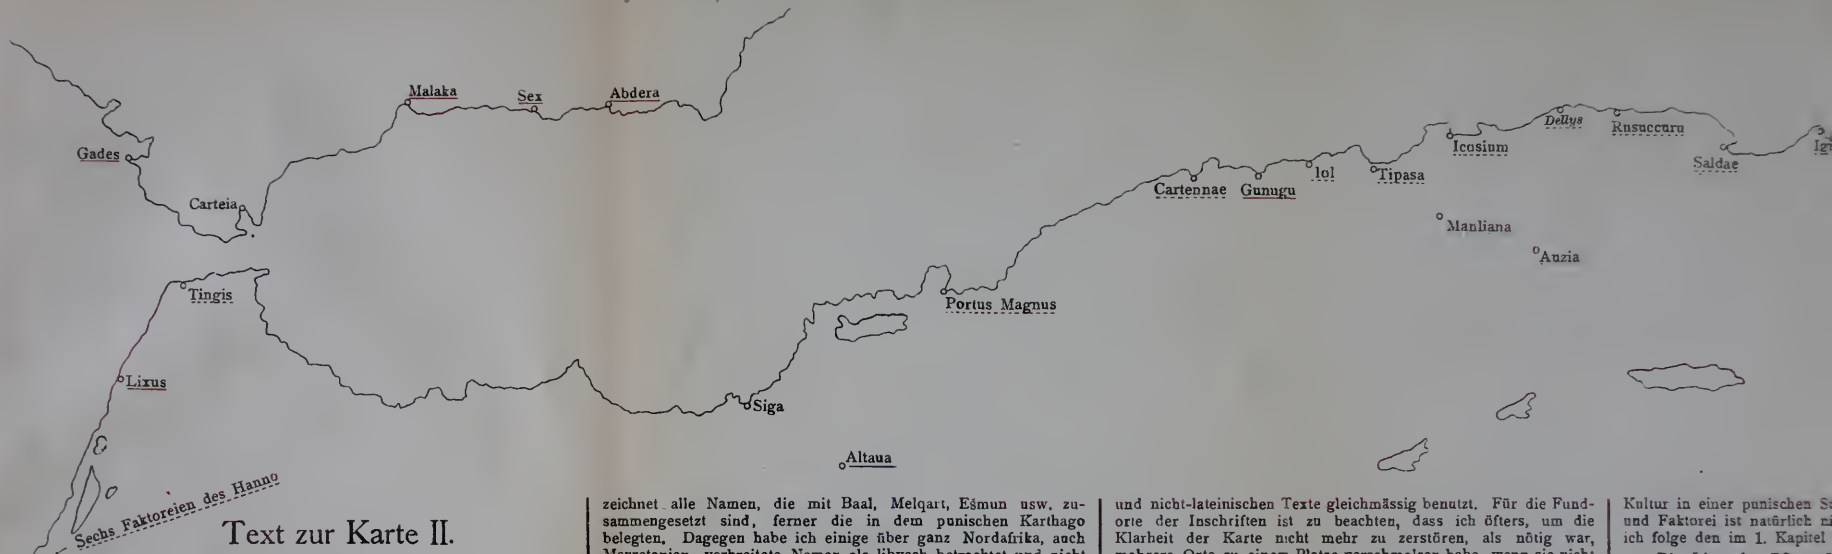 Malaka
Sex
Abdera
Gades
Carteia
Tingis
Lixus
Sechs Faktoreien des Hanno
Siga
Altaua
Portus Magnus
Cartennae
Gunugu
Iol
Tipasa
Icosium
Dellys
Rusuccuru
Saldae
Manliana
Auzia
Text zur Karte II.
zeichnet alle Namen, die mit Baal, Melqart, Ešmun usw. zu-
sammengesetzt sind, ferner die in dem punischen Karthago
belegten. Dagegen habe ich einige über ganz Nordafrika, auch
und nicht-lateinischen Texte gleichmässig benutzt. Für die Fund-
orte der Inschriften ist zu beachten, dass ich öfters, um die
Klarheit der Karte nicht mehr zu zerstören, als nötig war,
Kultur in einer punischen
und Faktorei ist natürlich
ich folge den im 1. Kapitel